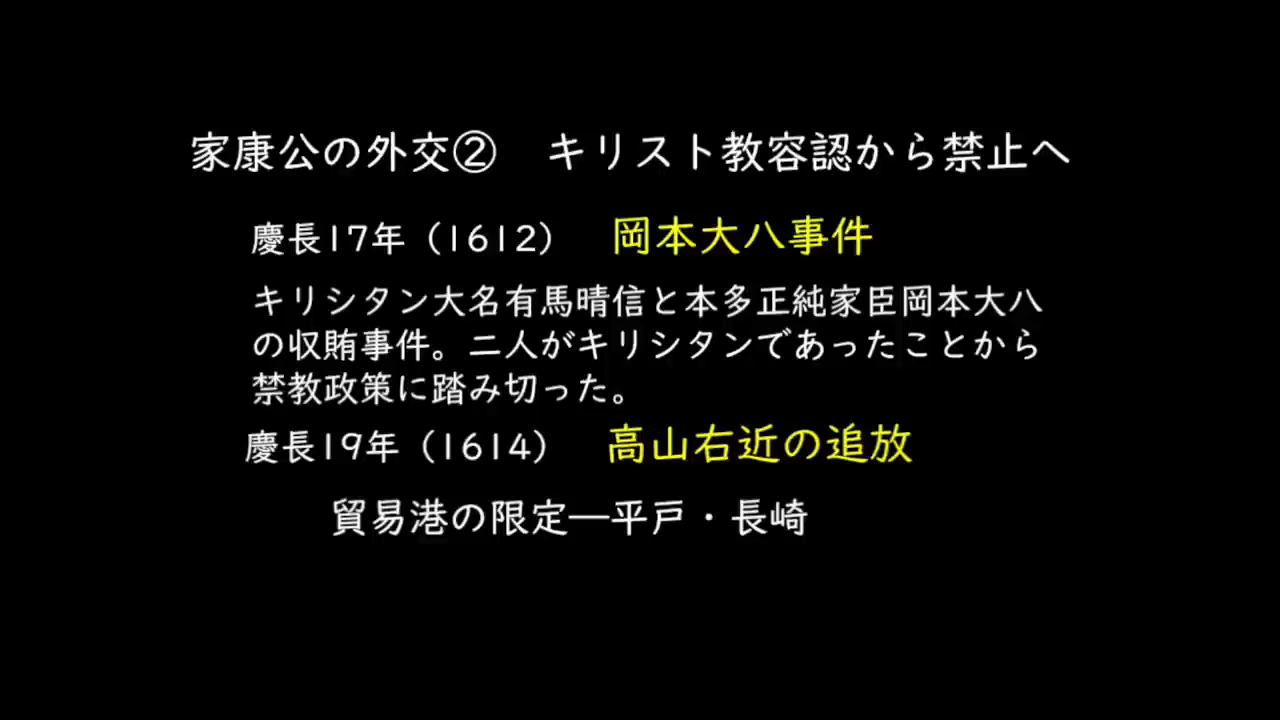 家康公の外交② キリスト教容認から禁止へ
慶長17年（1612） 岡本大八事件
キリシタン大名有馬晴信と本多正純家臣岡本大八
の収賄事件。二人がキリシタンであったことから
禁教政策に踏み切った。
慶長19年（1614） 高山右近の追放
貿易港の限定―平戸・長崎